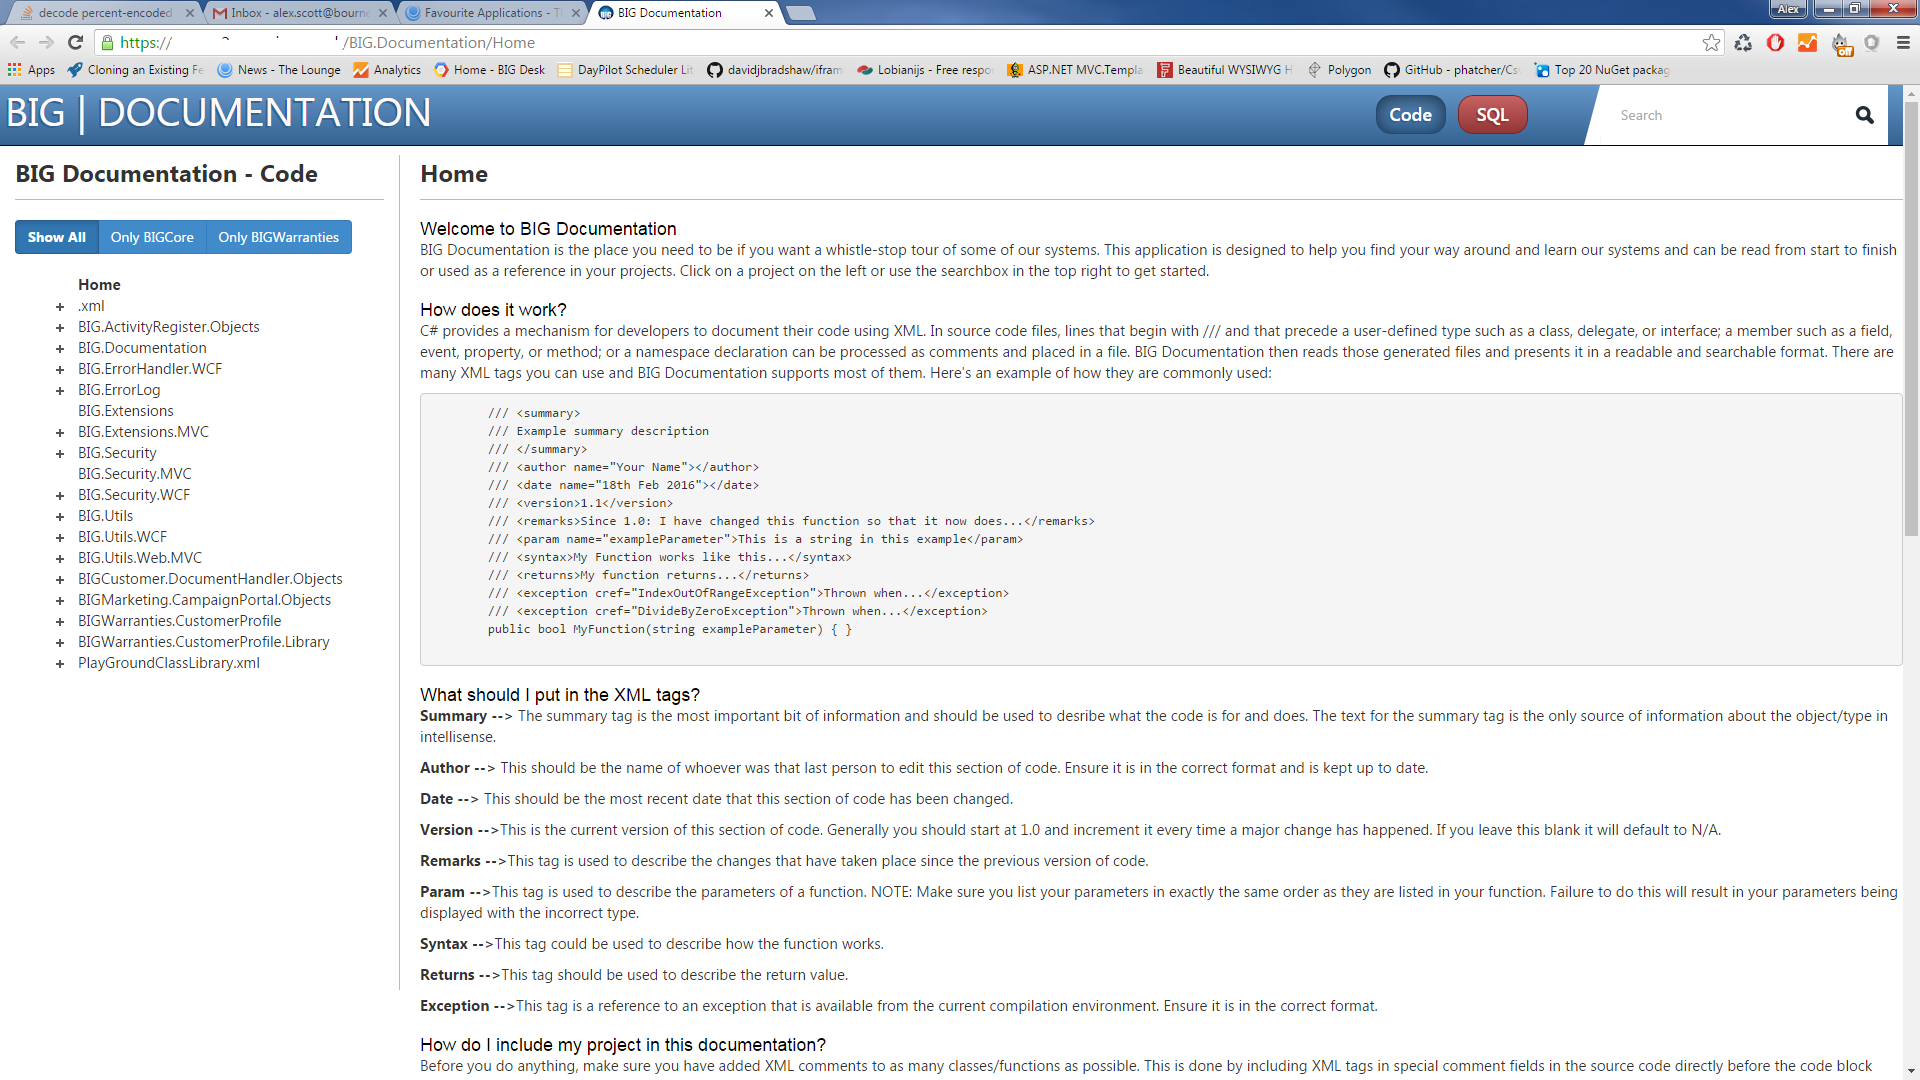 decode percent-encoded
Inbox - alex.scott@bourne
Favourite Applications - T
BIG Documentation
Alex
https:// /BIG.Documentation/Home
off
Apps
Cloning an Existing Fe
News - The Lounge
Analytics
Home - BIG Desk
DayPilot Scheduler Lit
davidjbradshaw/ifram
Lobianijs - Free respo
ASP.NET MVC.Templa
Beautiful WYSIWYG H
Polygon
GitHub - phatcher/Cs
Top 20 NuGet packag
BIG | DOCUMENTATION
Code
SQL
Search
BIG Documentation - Code
Show All
Only BIGCore
Only BIGWarranties
Home
+ .xml
+ BIG.ActivityRegister.Objects
+ BIG.Documentation
+ BIG.ErrorHandler.WCF
+ BIG.ErrorLog
BIG.Extensions
+ BIG.Extensions.MVC
+ BIG.Security
BIG.Security.MVC
+ BIG.Security.WCF
+ BIG.Utils
+ BIG.Utils.WCF
+ BIG.Utils.Web.MVC
+ BIGCustomer.DocumentHandler.Objects
+ BIGMarketing.CampaignPortal.Objects
+ BIGWarranties.CustomerProfile
+ BIGWarranties.CustomerProfile.Library
+ PlayGroundClassLibrary.xml
Home
Welcome to BIG Documentation
BIG Documentation is the place you need to be if you want a whistle-stop tour of some of our systems. This application is designed to help you find your way around and learn our systems and can be read from start to finish
or used as a reference in your projects. Click on a project on the left or use the searchbox in the top right to get started.
How does it work?
C# provides a mechanism for developers to document their code using XML. In source code files, lines that begin with /// and that precede a user-defined type such as a class, delegate, or interface; a member such as a field,
event, property, or method; or a namespace declaration can be processed as comments and placed in a file. BIG Documentation then reads those generated files and presents it in a readable and searchable format. There are
many XML tags you can use and BIG Documentation supports most of them. Here's an example of how they are commonly used:
/// <summary>
/// Example summary description
/// </summary>
/// <author name="Your Name"></author>
/// <date name="18th Feb 2016"></date>
/// <version>1.1</version>
/// <remarks>Since 1.0: I have changed this function so that it now does...</remarks>
/// <param name="exampleParameter">This is a string in this example</param>
/// <syntax>My Function works like this...</syntax>
/// <returns>My function returns...</returns>
/// <exception cref="IndexOutOfRangeException">Thrown when...</exception>
/// <exception cref="DivideByZeroException">Thrown when...</exception>
public bool MyFunction(string exampleParameter) { }
What should I put in the XML tags?
Summary --> The summary tag is the most important bit of information and should be used to desribe what the code is for and does. The text for the summary tag is the only source of information about the object/type in
intellisense.
Author --> This should be the name of whoever was that last person to edit this section of code. Ensure it is in the correct format and is kept up to date.
Date --> This should be the most recent date that this section of code has been changed.
Version -->This is the current version of this section of code. Generally you should start at 1.0 and increment it every time a major change has happened. If you leave this blank it will default to N/A.
Remarks -->This tag is used to describe the changes that have taken place since the previous version of code.
Param -->This tag is used to describe the parameters of a function. NOTE: Make sure you list your parameters in exactly the same order as they are listed in your function. Failure to do this will result in your parameters being
displayed with the incorrect type.
Syntax -->This tag could be used to describe how the function works.
Returns -->This tag should be used to describe the return value.
Exception -->This tag is a reference to an exception that is available from the current compilation environment. Ensure it is in the correct format.
How do I include my project in this documentation?
Before you do anything, make sure you have added XML comments to as many classes/functions as possible. This is done by including XML tags in special comment fields in the source code directly before the code block